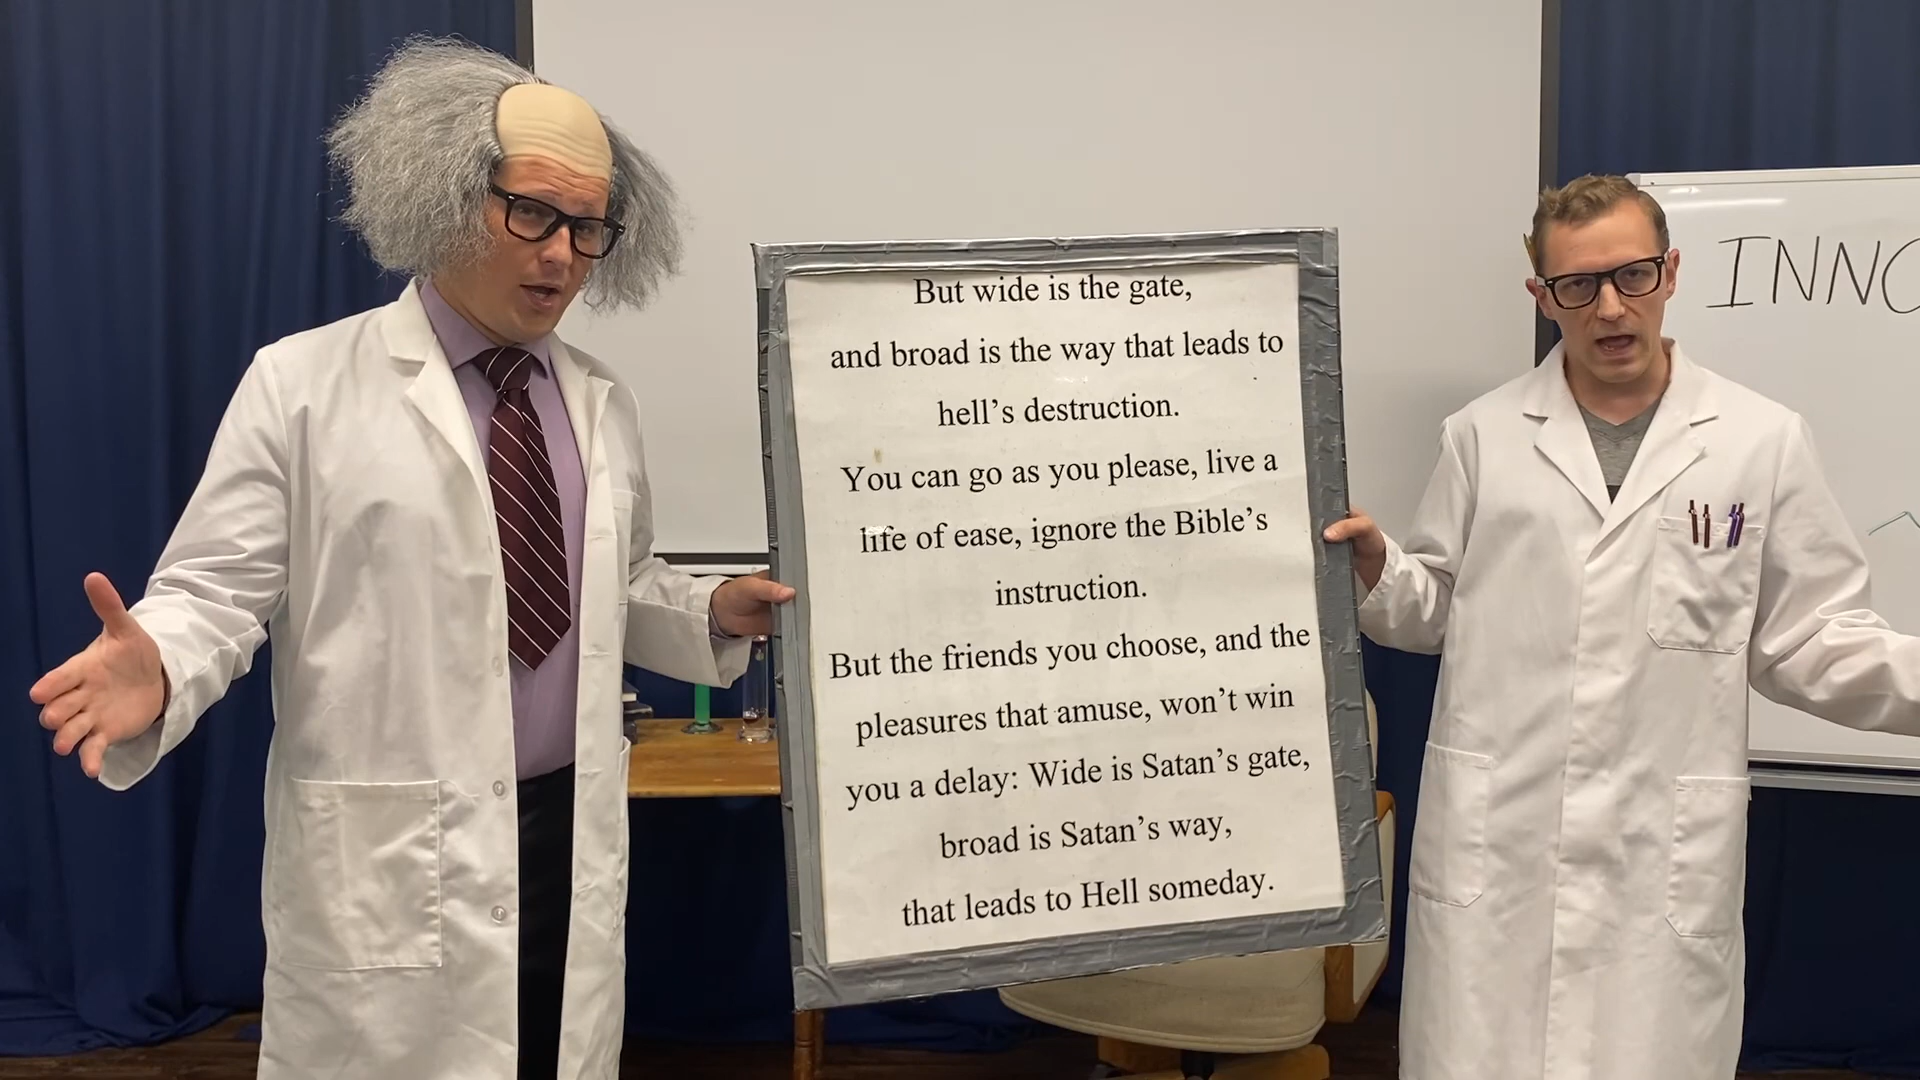 But wide is the gate,
and broad is the way that leads to
hell's destruction.
You can go as you please, live a
life of ease, ignore the Bible's
instruction.
But the friends you choose, and the
pleasures that amuse, won't win
you a delay: Wide is Satan's gate,
broad is Satan's way,
that leads to Hell someday.
INNO